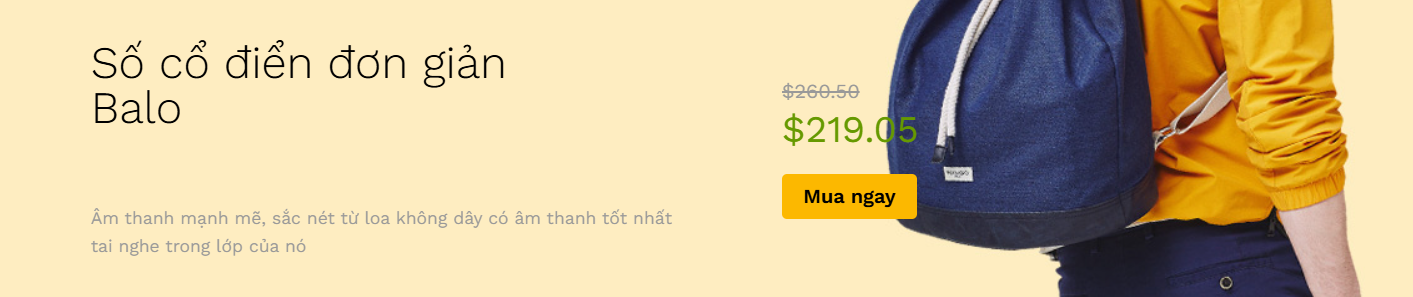 Số cổ điển đơn giản
Balo
Âm thanh mạnh mẽ, sắc nét từ loa không dây có âm thanh tốt nhất
tai nghe trong lớp của nó
$260.50
$219.05
Mua ngay